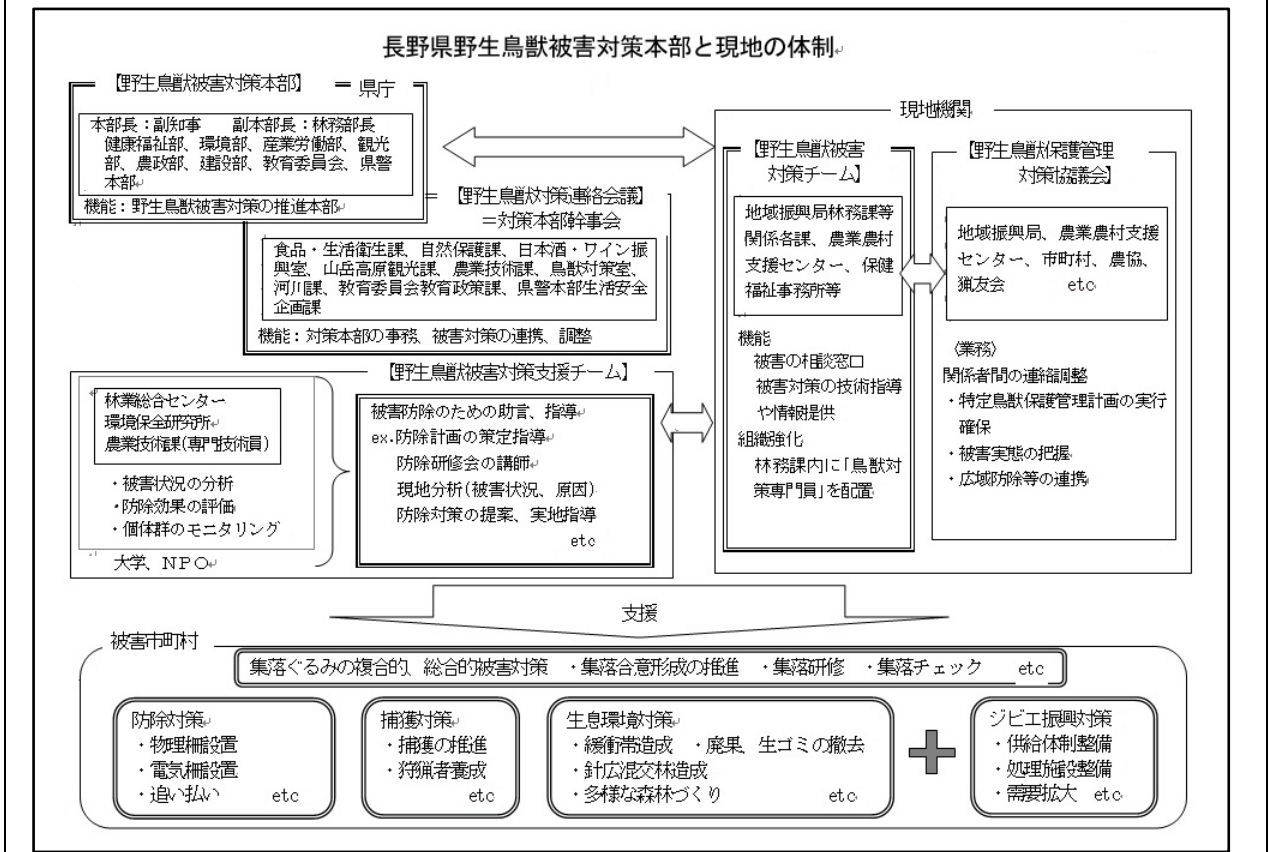 長野県野生鳥獣被害対策本部と現地の体制
【野生鳥獣被害対策本部】 = 県庁
本部長：副知事　　副本部長：林務部長
健康福祉部、環境部、産業労働部、観光
部、農政部、建設部、教育委員会、県警
本部
機能：野生鳥獣被害対策の推進本部
【野生鳥獣対策連絡会議】
＝対策本部幹事会
食品・生活衛生課、自然保護課、日本酒・ワイン振
興室、山岳高原観光課、農業技術課、鳥獣対策室、
河川課、教育委員会教育政策課、県警本部生活安全
企画課
機能：対策本部の事務、被害対策の連携、調整
現地機関
【野生鳥獣被害
対策チーム】
地域振興局林務課等
関係各課、農業農村
支援センター、保健
福祉事務所等
機能
被害の相談窓口
被害対策の技術指導
や情報提供
組織強化
林務課内に「鳥獣対
策専門員」を配置
【野生鳥獣保護管理
対策協議会】
地域振興局、農業農村支援
センター、市町村、農協、
猟友会　　　etc
〈業務〉
関係者間の連絡調整
・特定鳥獣保護管理計画の実行
確保
・被害実態の把握
・広域防除等の連携
【野生鳥獣被害対策支援チーム】
林業総合センター
環境保全研究所
農業技術課(専門技術員)
・被害状況の分析
・防除効果の評価
・個体群のモニタリング
大学、ＮＰＯ
被害防除のための助言、指導
ex.防除計画の策定指導
防除研修会の講師
現地分析(被害状況、原因)
防除対策の提案、実地指導
etc
支援
被害市町村
集落ぐるみの複合的、総合的被害対策　・集落合意形成の推進　・集落研修　・集落チェック　　etc
防除対策
・物理柵設置
・電気柵設置
・追い払い　　　etc
捕獲対策
・捕獲の推進
・狩猟者養成
etc
生息環境対策
・緩衝帯造成　・廃果、生ゴミの撤去
・針広混交林造成
・多様な森林づくり　　　　　etc
ジビエ振興対策
・供給体制整備
・処理施設整備
・需要拡大　etc